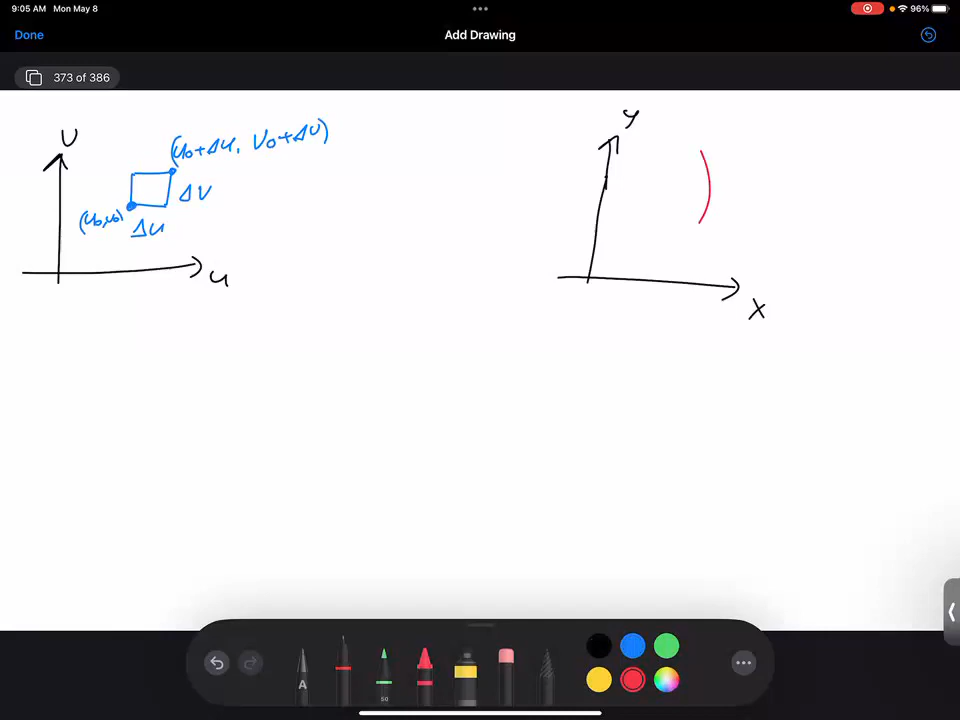 9:05 AM Mon May 8
96%
Done
Add Drawing
373 of 386
V
(u₀+Δu, V₀+ΔV)
ΔV
(u₀,v₀)
Δu
u
y
x
A
50